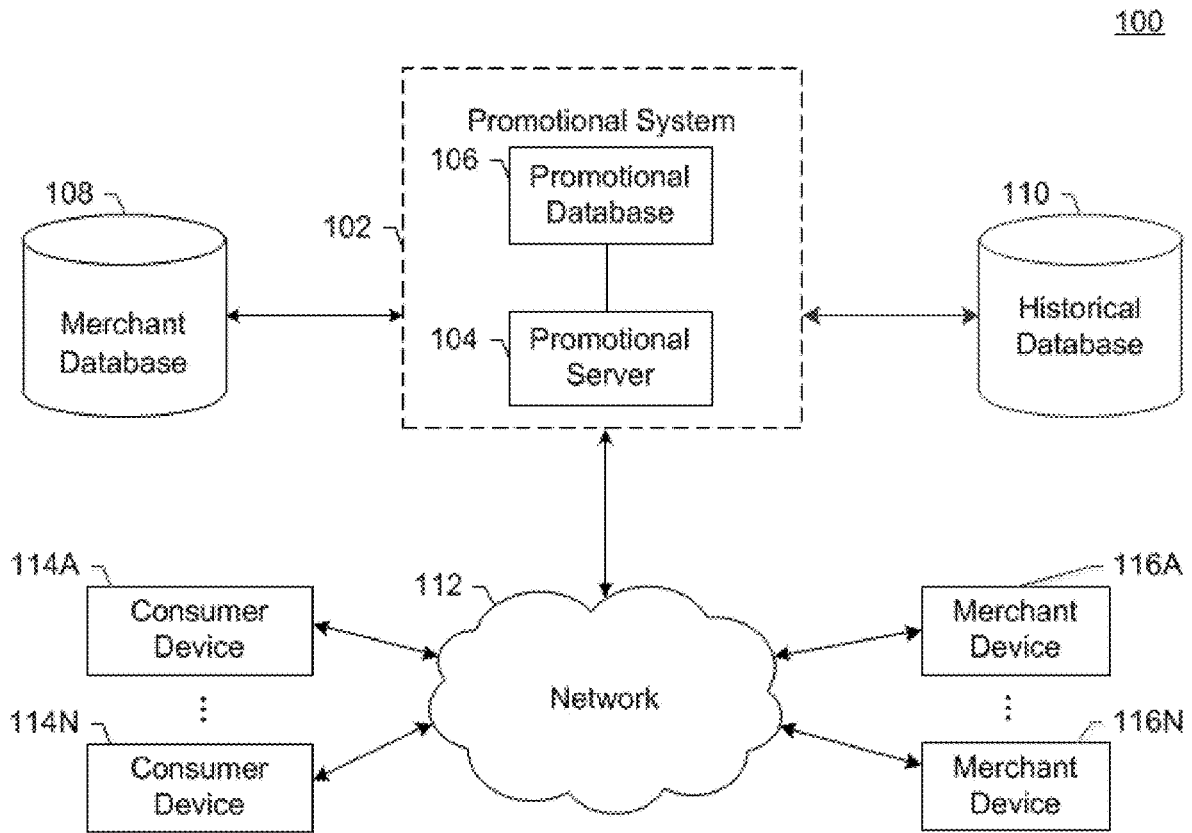 100
Promotional System
106
Promotional
Database
108
102
110
Merchant
Database
Historical
Database
104
Promotional
Server
114A
Consumer
Device
112
116A
Merchant
Device
Network
114N
Consumer
Device
116N
Merchant
Device